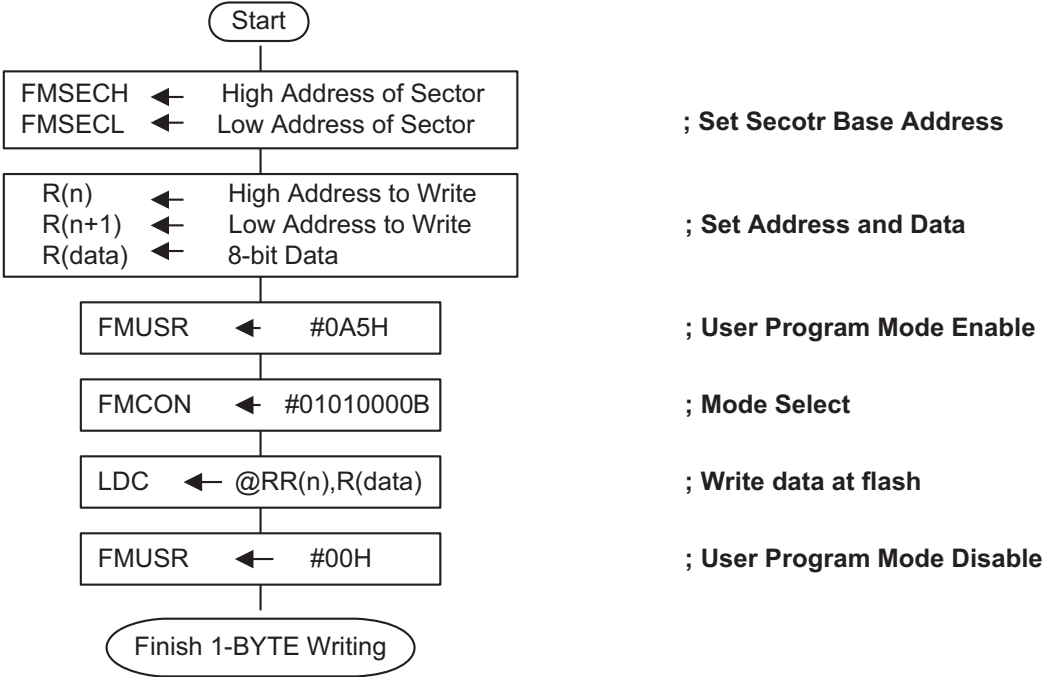 Start
FMSECH ← High Address of Sector
FMSECL ← Low Address of Sector
; Set Secotr Base Address
R(n) ← High Address to Write
R(n+1) ← Low Address to Write
R(data) ← 8-bit Data
; Set Address and Data
FMUSR ← #0A5H
; User Program Mode Enable
FMCON ← #01010000B
; Mode Select
LDC ← @RR(n),R(data)
; Write data at flash
FMUSR ← #00H
; User Program Mode Disable
Finish 1-BYTE Writing